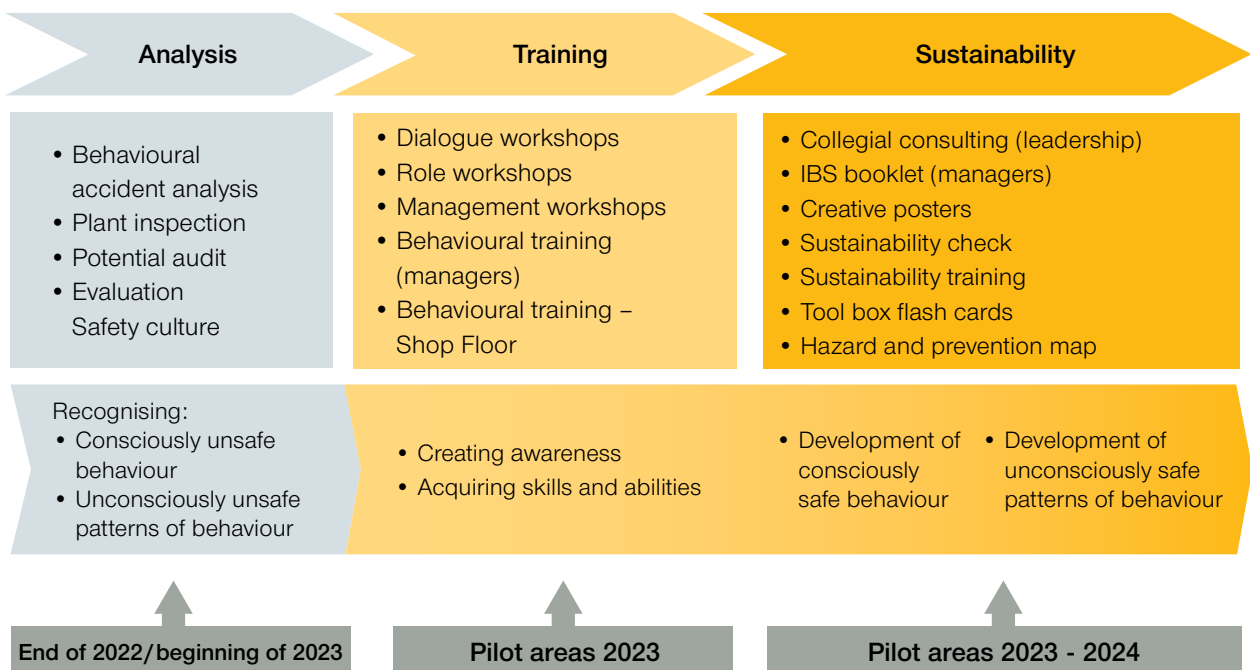 Analysis
Training
Sustainability
• Behavioural
accident analysis
• Plant inspection
• Potential audit
• Evaluation
Safety culture
• Dialogue workshops
• Role workshops
• Management workshops
• Behavioural training
(managers)
• Behavioural training –
Shop Floor
• Collegial consulting (leadership)
• IBS booklet (managers)
• Creative posters
• Sustainability check
• Sustainability training
• Tool box flash cards
• Hazard and prevention map
Recognising:
• Consciously unsafe
behaviour
• Unconsciously unsafe
patterns of behaviour
• Creating awareness
• Acquiring skills and abilities
• Development of
consciously
safe behaviour
• Development of
unconsciously safe
patterns of behaviour
End of 2022/beginning of 2023
Pilot areas 2023
Pilot areas 2023 - 2024